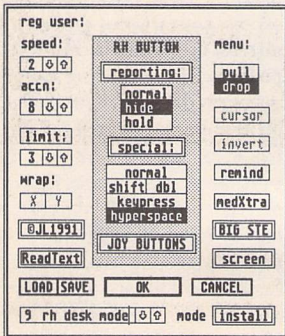 reg user:
speed:
2
accn:
8
limit:
3
wrap:
X Y
©JL1991
ReadText
RH BUTTON
reporting:
normal
hide
hold
special:
normal
shift dbl
keypress
hyperspace
JOY BUTTONS
menu:
pull
drop
cursor
invert
remind
medXtra
BIG STE
screen
LOAD SAVE OK CANCEL
9 rh desk mode mode install